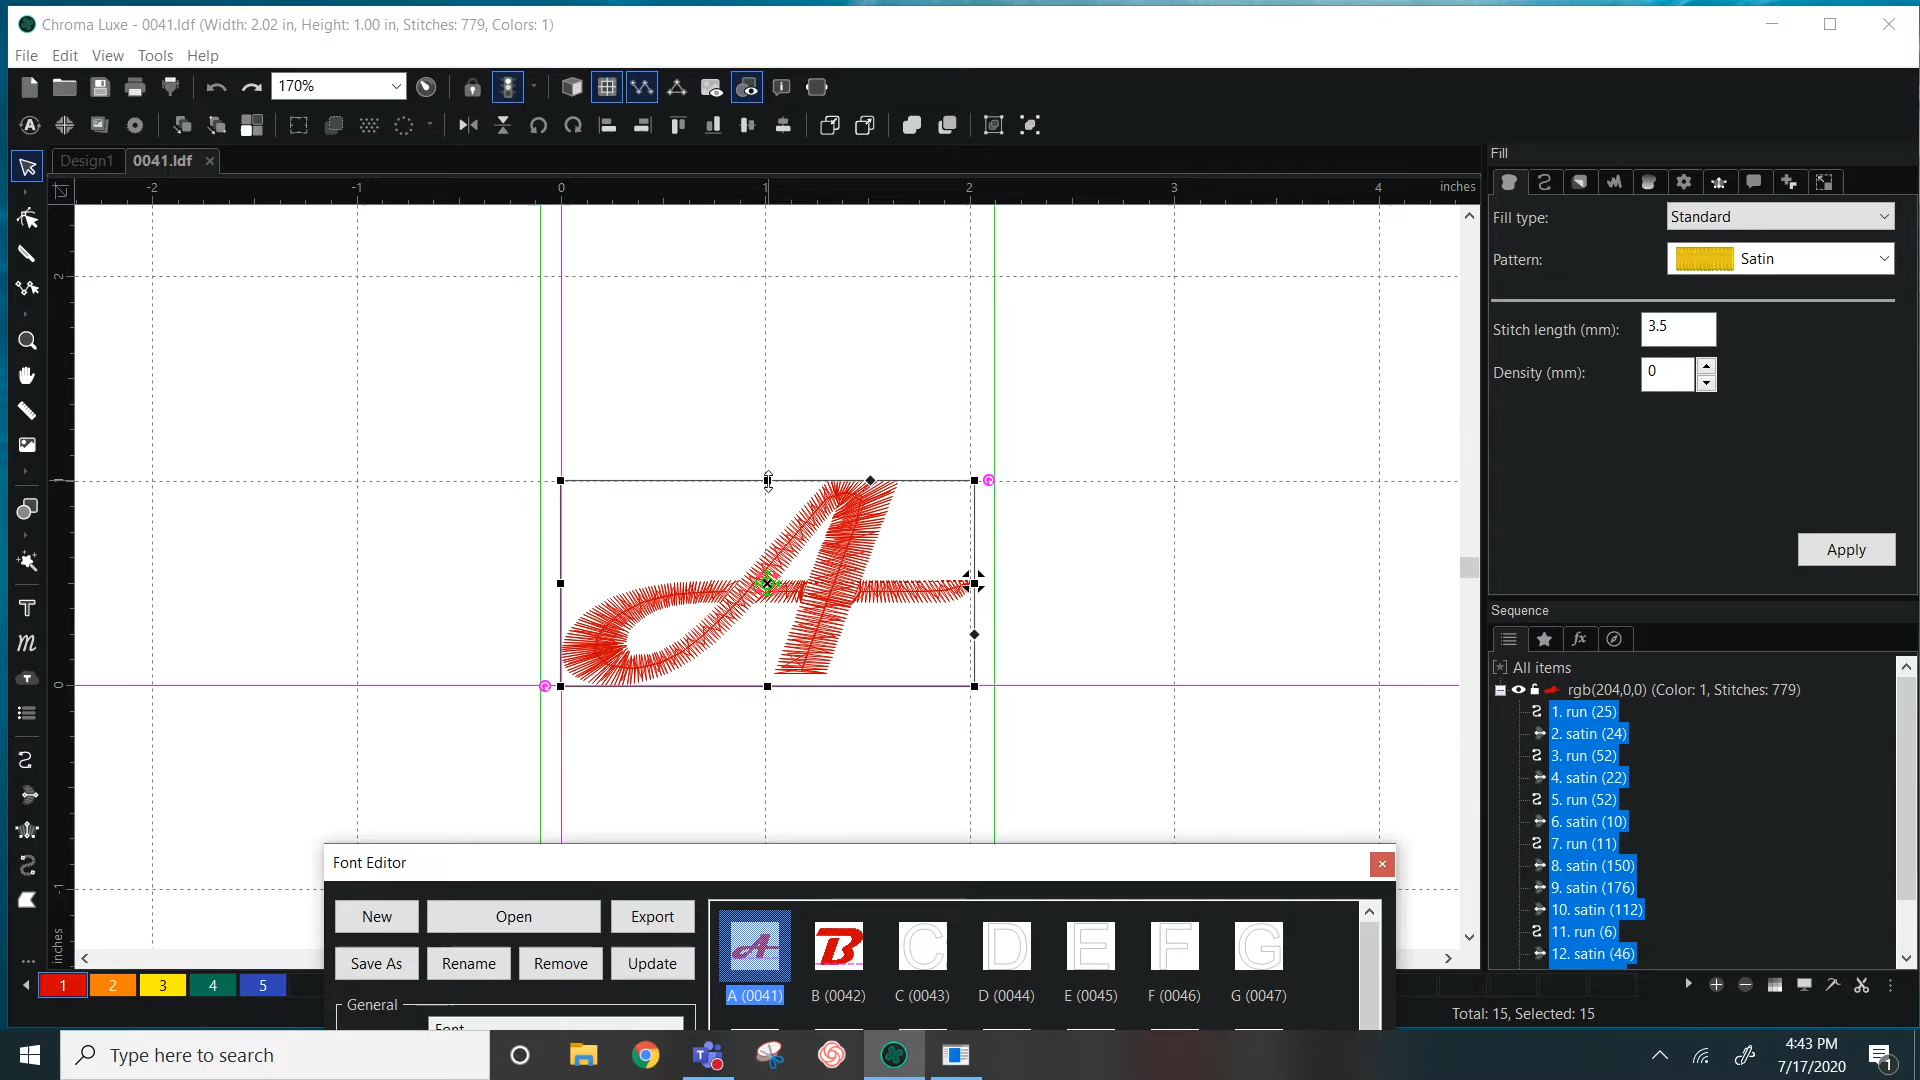 Chroma Luxe - 0041.ldf (Width: 2.02 in, Height: 1.00 in, Stitches: 779, Colors: 1)
File Edit View Tools Help
170%
Design1 0041.ldf
-2 -1 0 1 2 3 4 inches
2
1
0
-1
inches
Fill
Fill type: Standard
Pattern: Satin
Stitch length (mm): 3.5
Density (mm): 0
Apply
Sequence
All items
rgb(204,0,0) (Color: 1, Stitches: 779)
1. run (25)
2. satin (24)
3. run (52)
4. satin (22)
5. run (52)
6. satin (10)
7. run (11)
8. satin (150)
9. satin (176)
10. satin (112)
11. run (6)
12. satin (46)
Total: 15, Selected: 15
A
Font Editor
New Open Export
Save As Rename Remove Update
General
Font
A B C D E F G
A (0041) B (0042) C (0043) D (0044) E (0045) F (0046) G (0047)
1 2 3 4 5
Type here to search
4:43 PM
7/17/2020
1